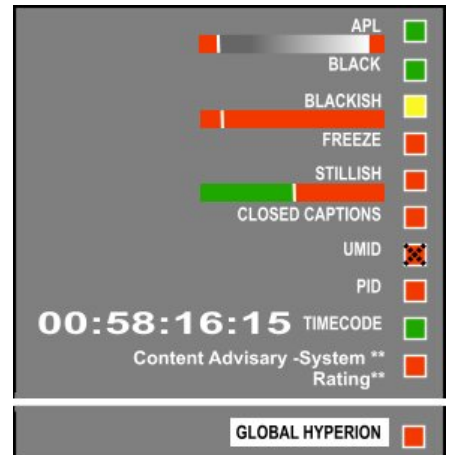 APL
BLACK
BLACKISH
FREEZE
STILLISH
CLOSED CAPTIONS
UMID
PID
00:58:16:15 TIMECODE
Content Advisary -System **
Rating**
GLOBAL HYPERION